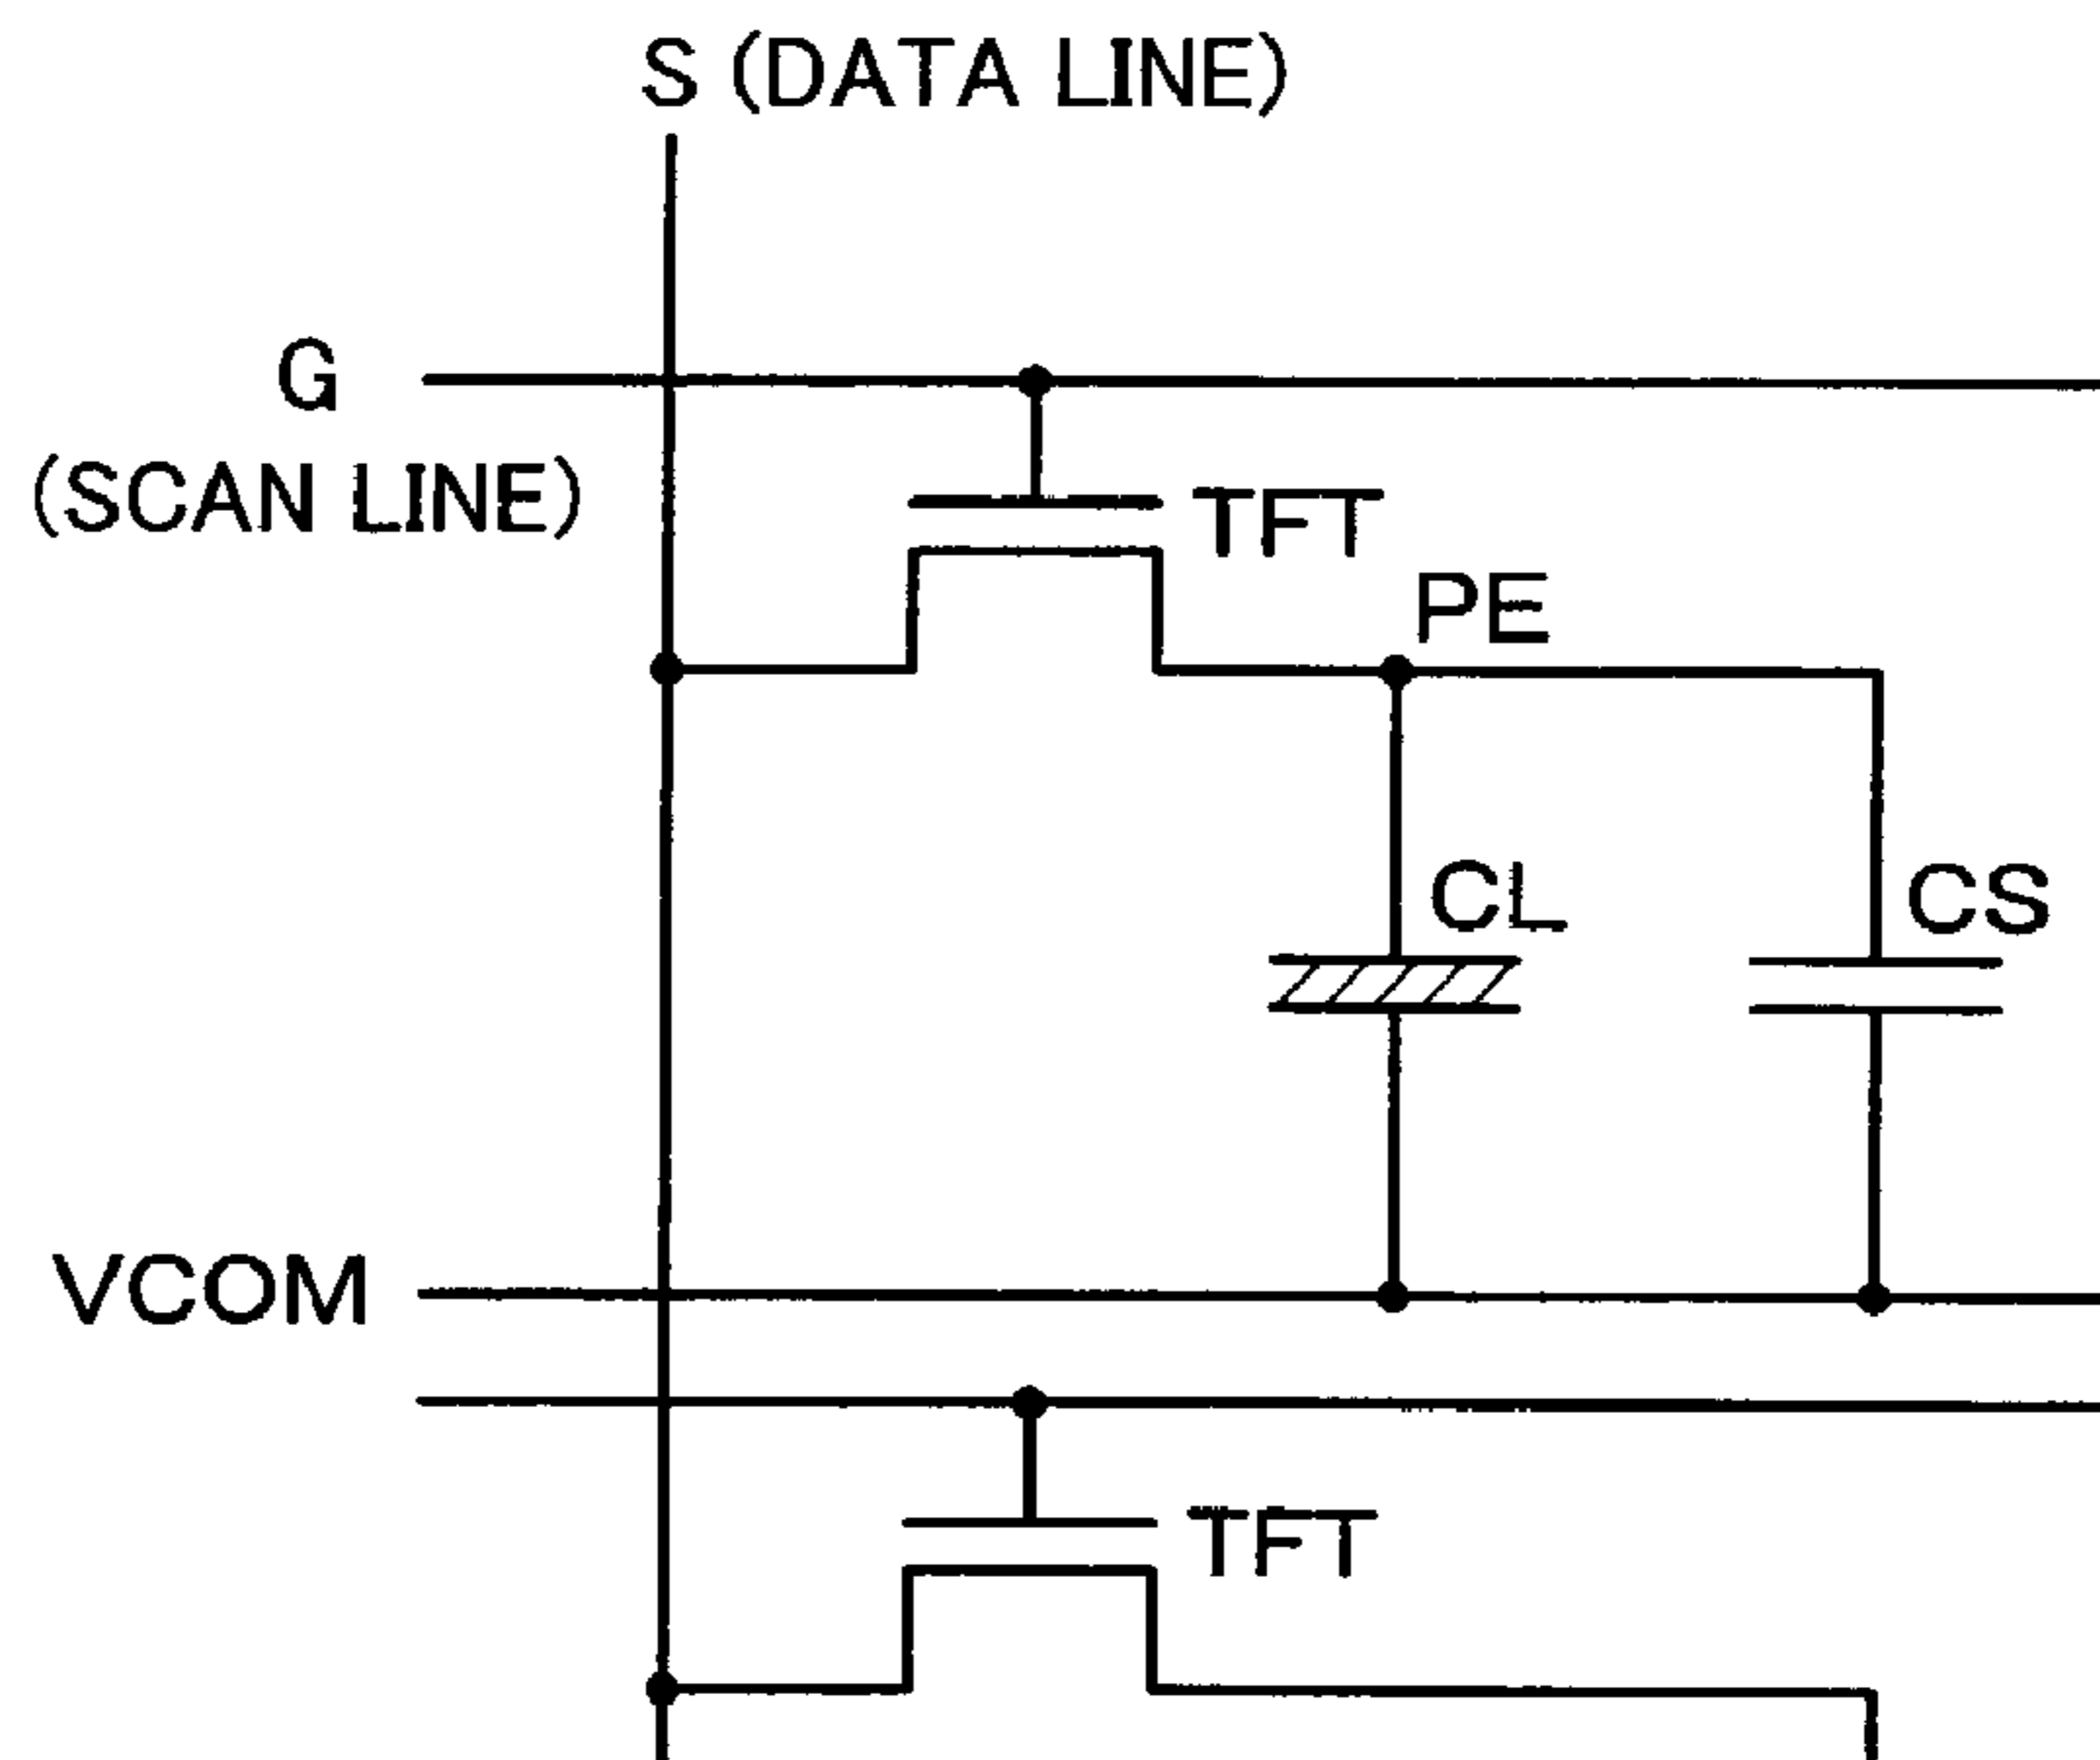 S (DATA LINE)
G
(SCAN LINE)
TFT
PE
CL
CS
VCOM
TFT